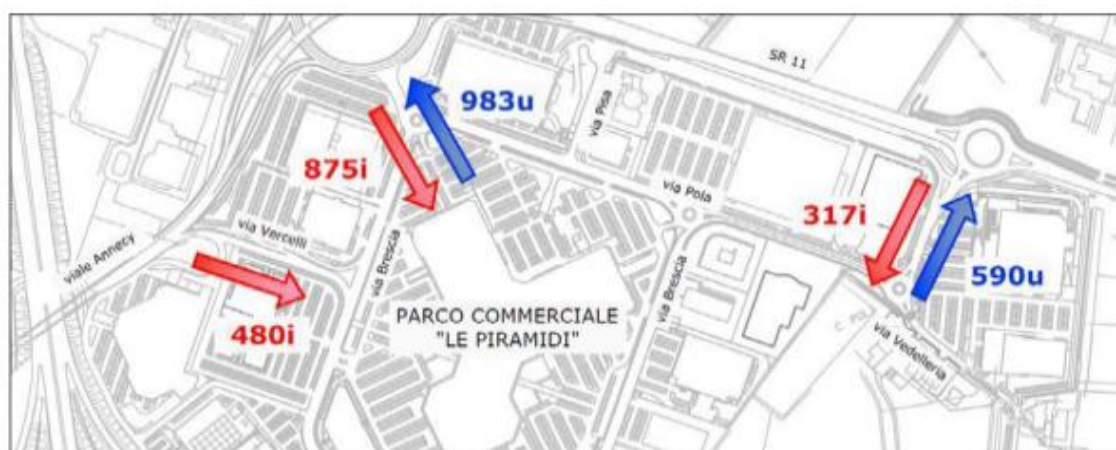 SR 11
983u
via Pisa
875i
via Pola
317i
via Vercelli
viale Annecy
via Brescia
via Brescia
590u
480i
PARCO COMMERCIALE
"LE PIRAMIDI"
via Vedelleria